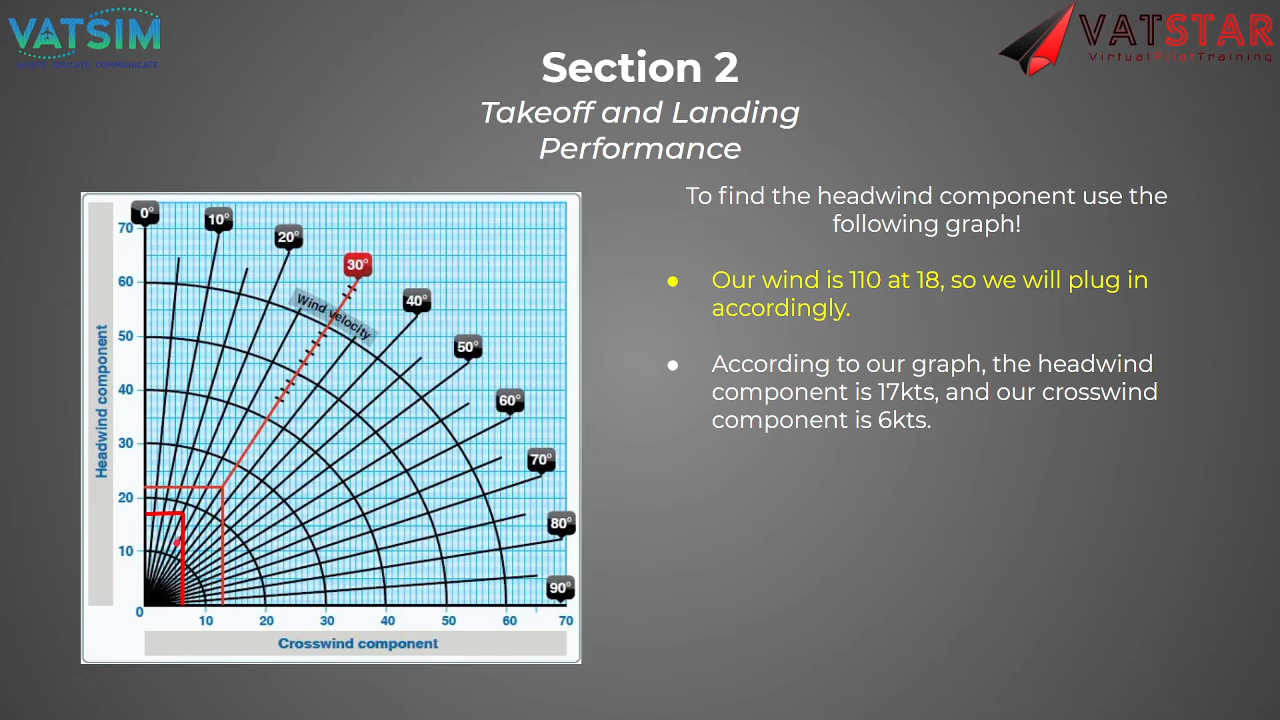 VATSIM
EDUCATE. COMMUNICATE
VATSTAR
VirtualPilotTraining
Section 2
Takeoff and Landing
Performance
To find the headwind component use the
following graph!
● Our wind is 110 at 18, so we will plug in
accordingly.
● According to our graph, the headwind
component is 17kts, and our crosswind
component is 6kts.
0°
10°
20°
30°
40°
50°
60°
70°
80°
90°
Wind velocity
Headwind component
70
60
50
40
30
20
10
0
10
20
30
40
50
60
70
Crosswind component